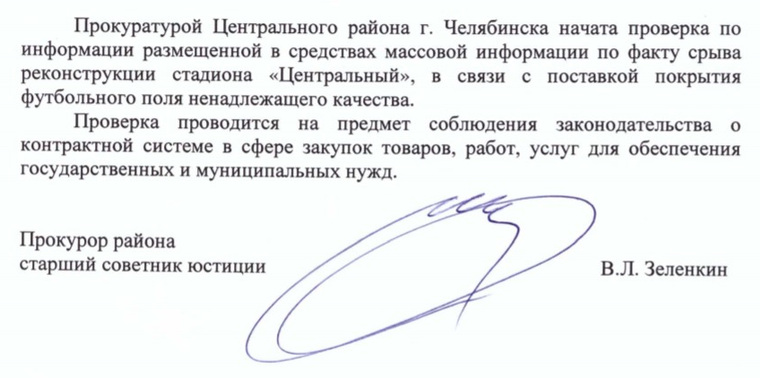 Прокуратурой Центрального района г. Челябинска начата проверка по
информации размещенной в средствах массовой информации по факту срыва
реконструкции стадиона «Центральный», в связи с поставкой покрытия
футбольного поля ненадлежащего качества.
Проверка проводится на предмет соблюдения законодательства о
контрактной системе в сфере закупок товаров, работ, услуг для обеспечения
государственных и муниципальных нужд.
Прокурор района
старший советник юстиции
В.Л. Зеленкин